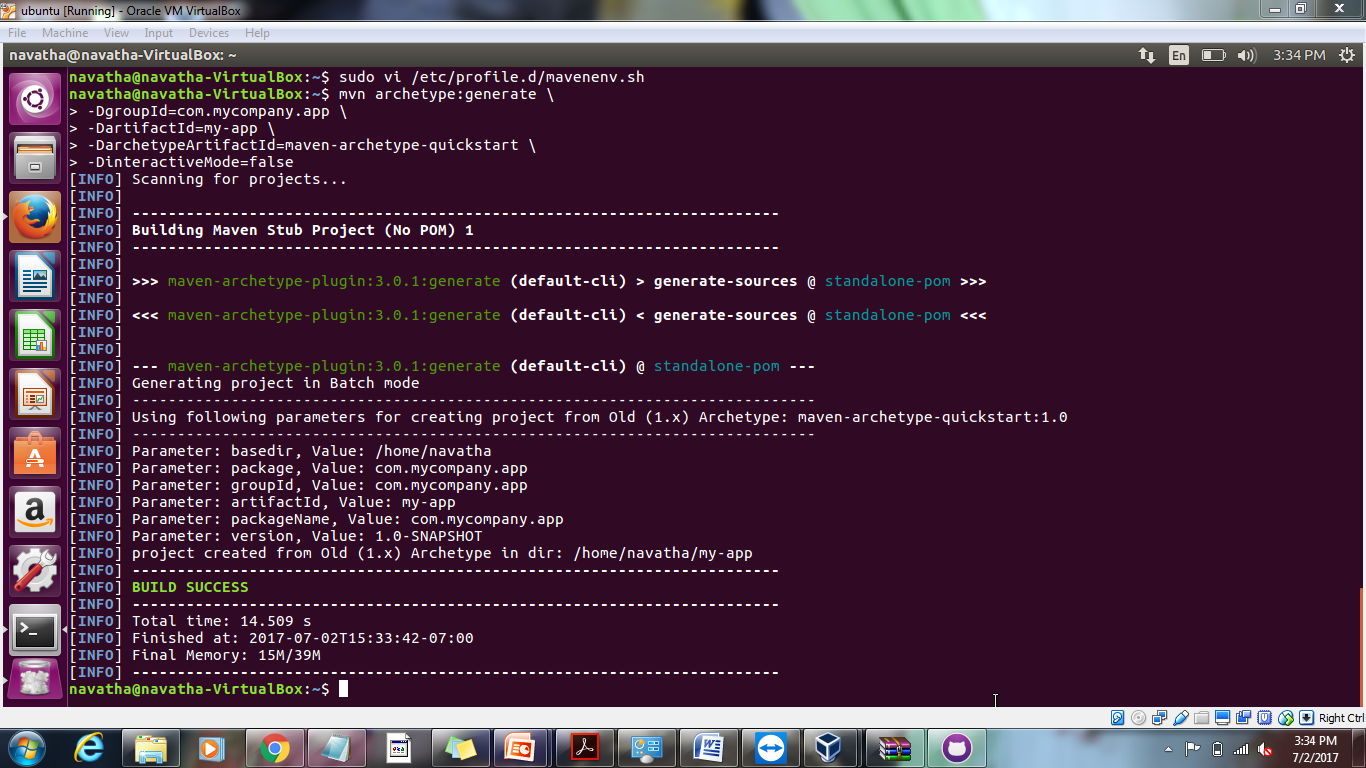 ubuntu [Running] - Oracle VM VirtualBox
File Machine View Input Devices Help
navatha@navatha-VirtualBox: ~
En
3:34 PM
navatha@navatha-VirtualBox:~$ sudo vi /etc/profile.d/mavenenv.sh
navatha@navatha-VirtualBox:~$ mvn archetype:generate \
> -DgroupId=com.mycompany.app \
> -DartifactId=my-app \
> -DarchetypeArtifactId=maven-archetype-quickstart \
> -DinteractiveMode=false
[INFO] Scanning for projects...
[INFO]
[INFO] ------------------------------------------------------------------------
[INFO] Building Maven Stub Project (No POM) 1
[INFO] ------------------------------------------------------------------------
[INFO]
[INFO] >>> maven-archetype-plugin:3.0.1:generate (default-cli) > generate-sources @ standalone-pom >>>
[INFO]
[INFO] <<< maven-archetype-plugin:3.0.1:generate (default-cli) < generate-sources @ standalone-pom <<<
[INFO]
[INFO]
[INFO] --- maven-archetype-plugin:3.0.1:generate (default-cli) @ standalone-pom ---
[INFO] Generating project in Batch mode
[INFO] ----------------------------------------------------------------------------
[INFO] Using following parameters for creating project from Old (1.x) Archetype: maven-archetype-quickstart:1.0
[INFO] ----------------------------------------------------------------------------
[INFO] Parameter: basedir, Value: /home/navatha
[INFO] Parameter: package, Value: com.mycompany.app
[INFO] Parameter: groupId, Value: com.mycompany.app
[INFO] Parameter: artifactId, Value: my-app
[INFO] Parameter: packageName, Value: com.mycompany.app
[INFO] Parameter: version, Value: 1.0-SNAPSHOT
[INFO] project created from Old (1.x) Archetype in dir: /home/navatha/my-app
[INFO] ------------------------------------------------------------------------
[INFO] BUILD SUCCESS
[INFO] ------------------------------------------------------------------------
[INFO] Total time: 14.509 s
[INFO] Finished at: 2017-07-02T15:33:42-07:00
[INFO] Final Memory: 15M/39M
[INFO] ------------------------------------------------------------------------
navatha@navatha-VirtualBox:~$
Right Ctrl
3:34 PM
7/2/2017